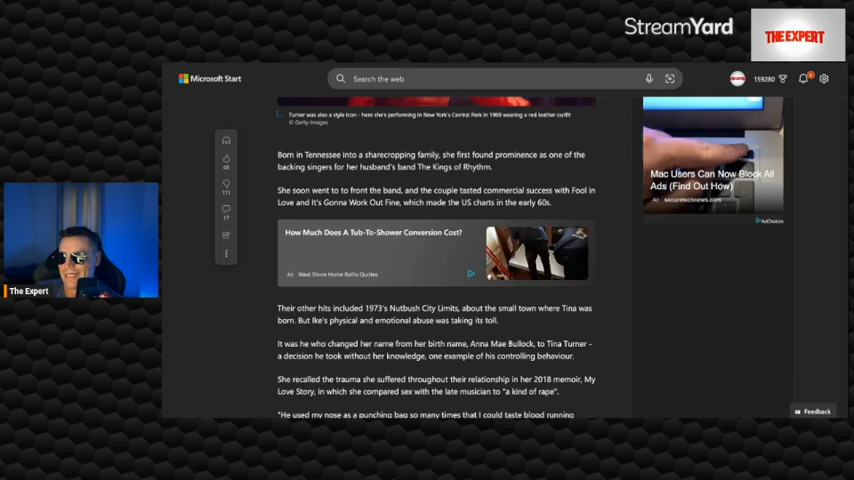 StreamYard
THE EXPERT
Microsoft Start
Search the web
159280
Turner was also a style icon - here she's performing in New York's Central Park in 1969 wearing a red leather outfit
© Getty Images
Born in Tennessee into a sharecropping family, she first found prominence as one of the
backing singers for her husband's band The Kings of Rhythm.
She soon went to to front the band, and the couple tasted commercial success with Fool in
Love and It's Gonna Work Out Fine, which made the US charts in the early 60s.
How Much Does A Tub-To-Shower Conversion Cost?
Ad West Shore Home Baths Quotes
Their other hits included 1973's Nutbush City Limits, about the small town where Tina was
born. But Ike's physical and emotional abuse was taking its toll.
It was he who changed her name from her birth name, Anna Mae Bullock, to Tina Turner -
a decision he took without her knowledge, one example of his controlling behaviour.
She recalled the trauma she suffered throughout their relationship in her 2018 memoir, My
Love Story, in which she compared sex with the late musician to "a kind of rape".
"He used my nose as a punching bag so many times that I could taste blood running
48
111
17
Mac Users Can Now Block All
Ads (Find Out How)
Ad securetechnews.com
AdChoices
Feedback
The Expert